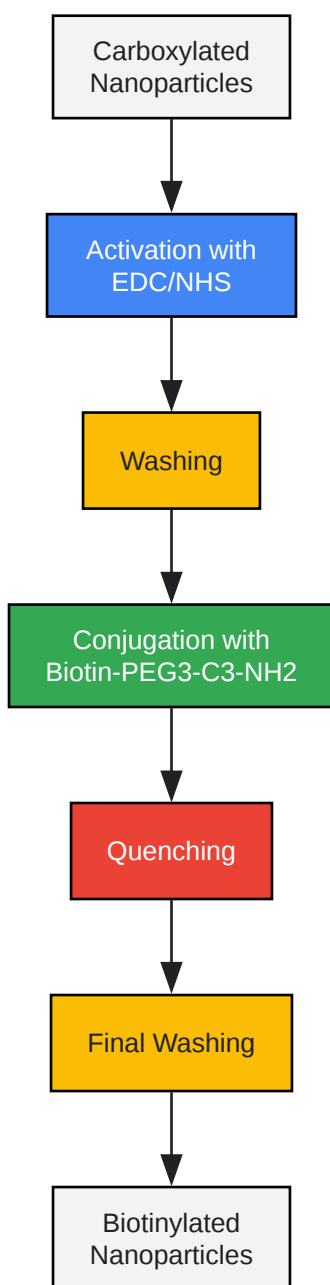 Carboxylated
Nanoparticles
Activation with
EDC/NHS
Washing
Conjugation with
Biotin-PEG3-C3-NH2
Quenching
Final Washing
Biotinylated
Nanoparticles